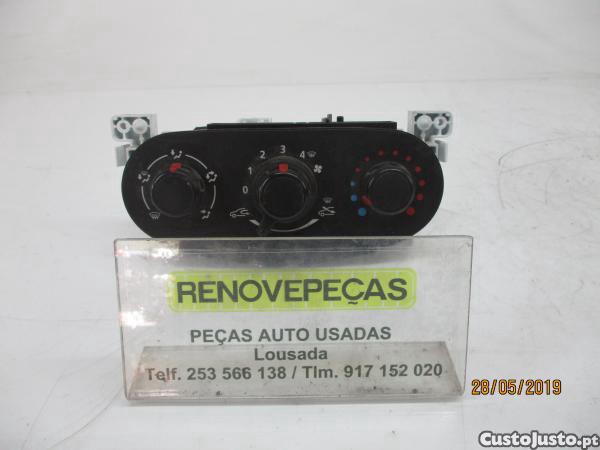 0 1 2 3 4
RENOVEPEÇAS
PEÇAS AUTO USADAS
Lousada
Telf. 253 566 138 / Tlm. 917 152 020
28/05/2019
CustoJusto.pt